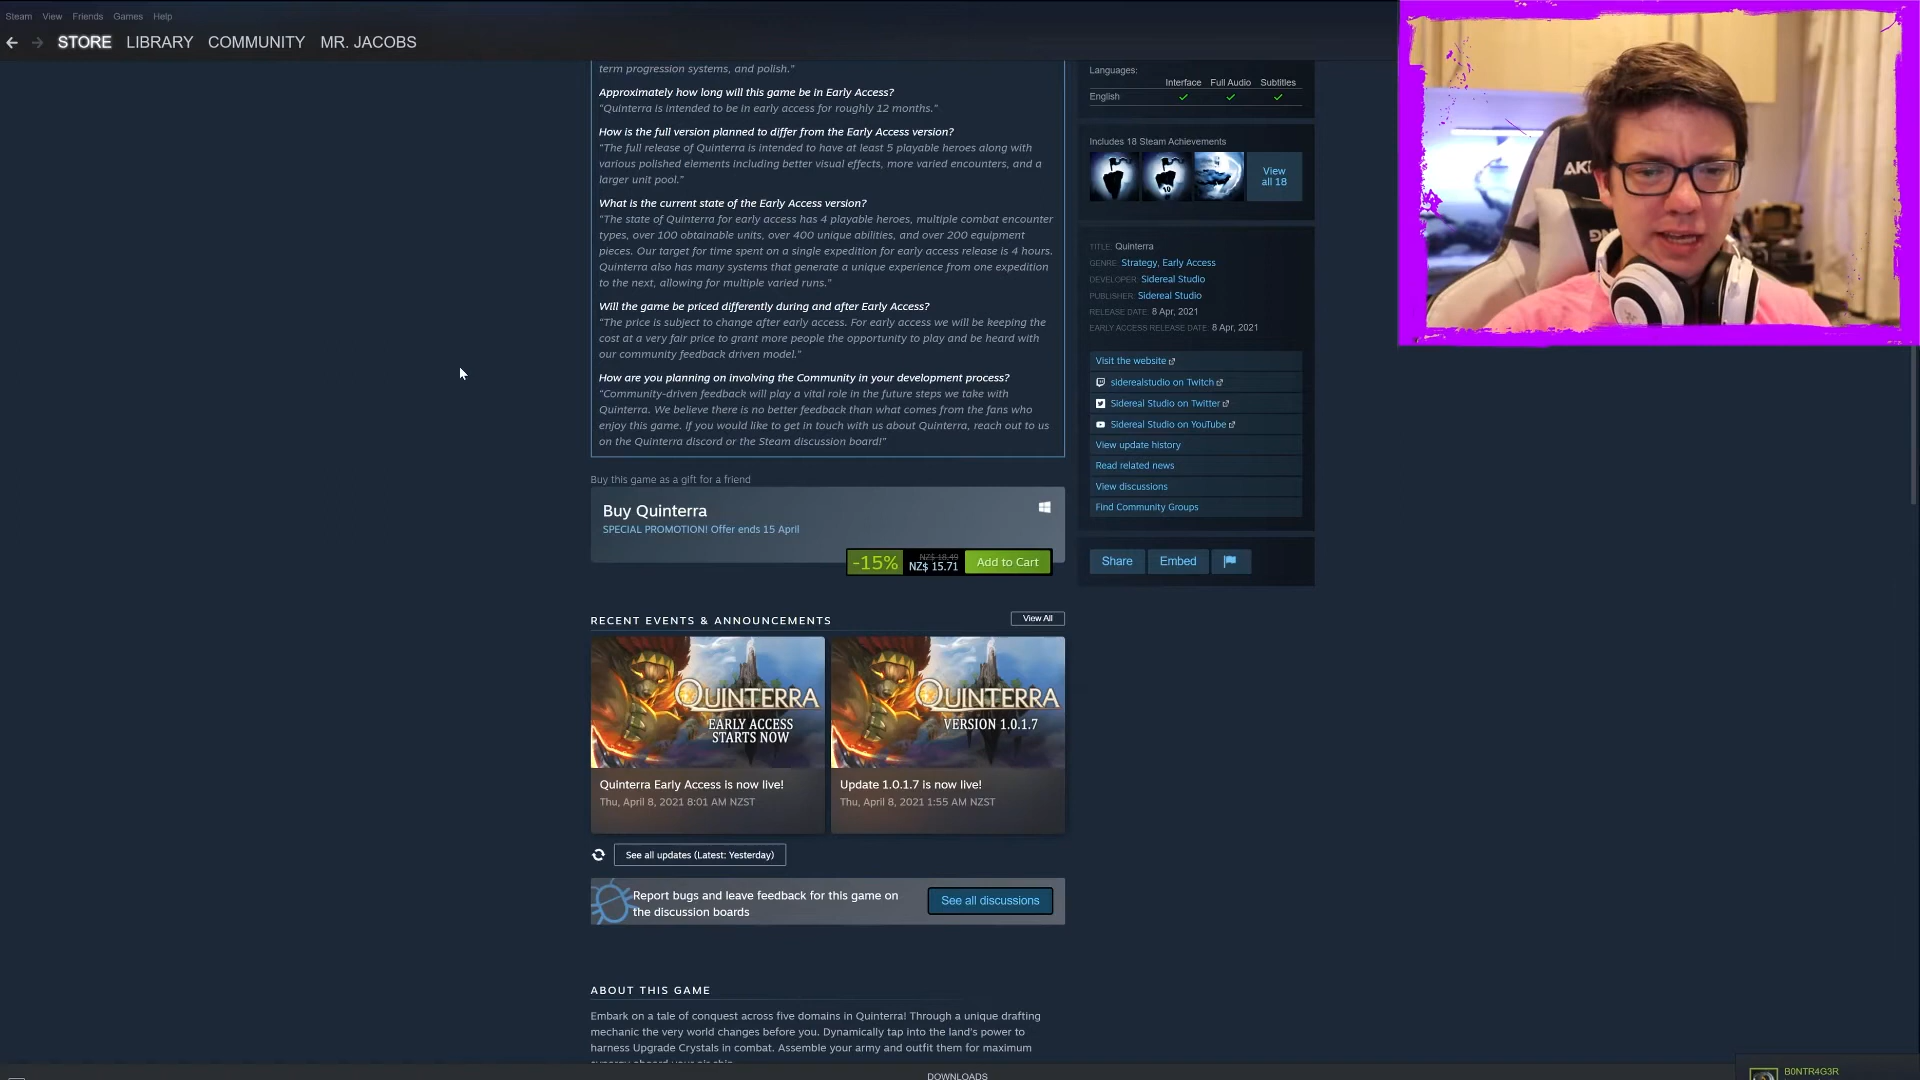 Steam View Friends Games Help
STORE LIBRARY COMMUNITY MR. JACOBS
term progression systems, and polish."
Approximately how long will this game be in Early Access?
"Quinterra is intended to be in early access for roughly 12 months."
How is the full version planned to differ from the Early Access version?
"The full release of Quinterra is intended to have at least 5 playable heroes along with
various polished elements including better visual effects, more varied encounters, and a
larger unit pool."
What is the current state of the Early Access version?
"The state of Quinterra for early access has 4 playable heroes, multiple combat encounter
types, over 100 obtainable units, over 400 unique abilities, and over 200 equipment
pieces. Our target for time spent on a single expedition for early access release is 4 hours.
Quinterra also has many systems that generate a unique experience from one expedition
to the next, allowing for multiple varied runs."
Will the game be priced differently during and after Early Access?
"The price is subject to change after early access. For early access we will be keeping the
cost at a very fair price to grant more people the opportunity to play and be heard with
our community feedback driven model."
How are you planning on involving the Community in your development process?
"Community-driven feedback will play a vital role in the future steps we take with
Quinterra. We believe there is no better feedback than what comes from the fans who
enjoy this game. If you would like to get in touch with us about Quinterra, reach out to us
on the Quinterra discord or the Steam discussion board!"
Buy this game as a gift for a friend
Buy Quinterra
SPECIAL PROMOTION! Offer ends 15 April
-15% NZ$ 18.49
NZ$ 15.71 Add to Cart
RECENT EVENTS & ANNOUNCEMENTS View All
QUINTERRA
EARLY ACCESS
STARTS NOW
Quinterra Early Access is now live!
Thu, April 8, 2021 8:01 AM NZST
QUINTERRA
VERSION 1.0.1.7
Update 1.0.1.7 is now live!
Thu, April 8, 2021 1:55 AM NZST
See all updates (Latest: Yesterday)
Report bugs and leave feedback for this game on
the discussion boards
See all discussions
ABOUT THIS GAME
Embark on a tale of conquest across five domains in Quinterra! Through a unique drafting
mechanic the very world changes before you. Dynamically tap into the land's power to
harness Upgrade Crystals in combat. Assemble your army and outfit them for maximum
Languages:
Interface Full Audio Subtitles
English
Includes 18 Steam Achievements
10
View
all 18
TITLE: Quinterra
GENRE: Strategy, Early Access
DEVELOPER: Sidereal Studio
PUBLISHER: Sidereal Studio
RELEASE DATE: 8 Apr, 2021
EARLY ACCESS RELEASE DATE: 8 Apr, 2021
Visit the website
siderealstudio on Twitch
Sidereal Studio on Twitter
Sidereal Studio on YouTube
View update history
Read related news
View discussions
Find Community Groups
Share Embed
DOWNLOADS
B0NTR4G3R